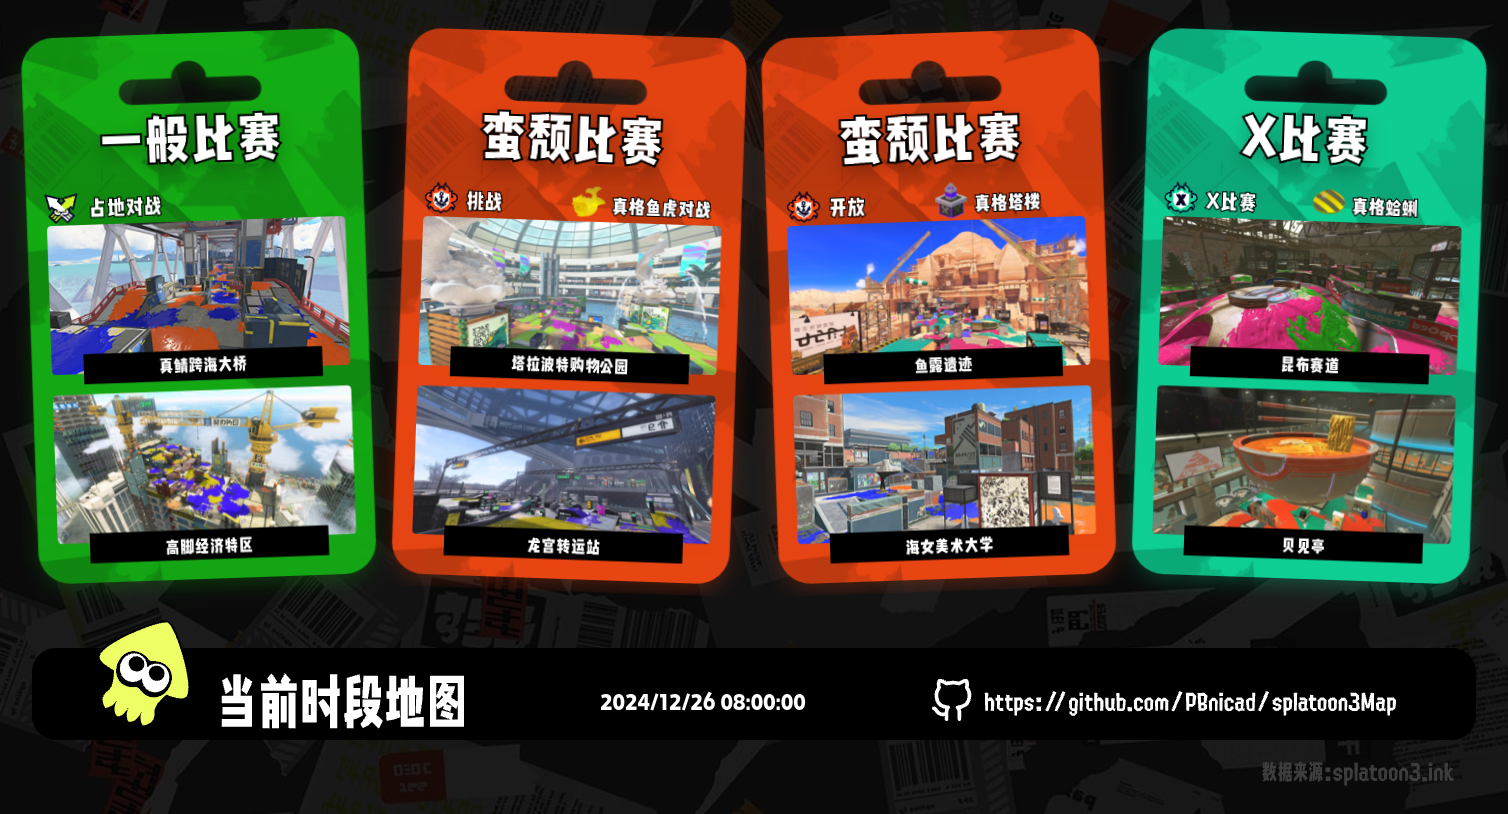 一般比赛
占地对战
真鲭跨海大桥
高脚经济特区
蛮颓比赛
挑战
真格鱼虎对战
塔拉波特购物公园
龙宫转运站
蛮颓比赛
开放
真格塔楼
鱼露遗迹
海女美术大学
X比赛
X比赛
真格蛤蜊
昆布赛道
贝见亭
当前时段地图
2024/12/26 08:00:00
https://github.com/PBnicad/splatoon3Map
数据来源:splatoon3.ink